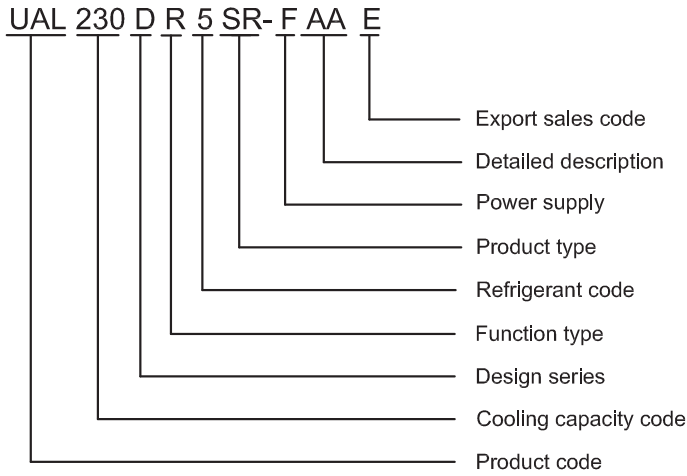 UAL 230 D R 5 SR- F AA E
Export sales code
Detailed description
Power supply
Product type
Refrigerant code
Function type
Design series
Cooling capacity code
Product code